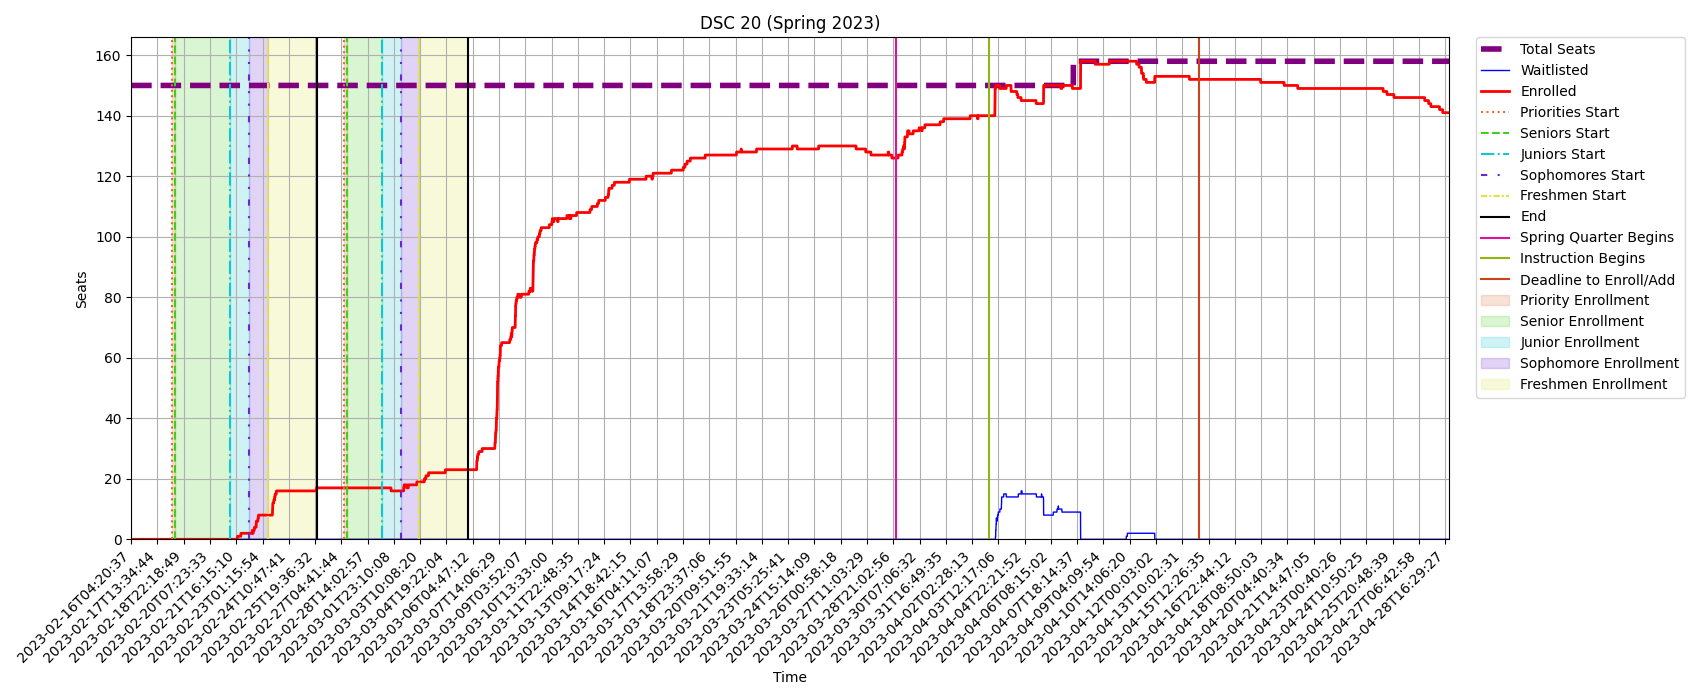 DSC 20 (Spring 2023)
Seats
160
140
120
100
80
60
40
20
0
2023-02-16T04:20:37
2023-02-17T13:34:44
2023-02-18T22:18:49
2023-02-20T07:23:33
2023-02-21T16:15:10
2023-02-23T01:15:54
2023-02-24T10:47:41
2023-02-25T19:36:32
2023-02-27T04:41:44
2023-02-28T14:02:57
2023-03-01T23:10:08
2023-03-03T10:08:20
2023-03-04T19:22:04
2023-03-06T04:47:12
2023-03-07T14:06:29
2023-03-09T03:52:07
2023-03-10T13:33:00
2023-03-11T22:48:35
2023-03-13T09:17:24
2023-03-14T18:42:15
2023-03-16T04:11:07
2023-03-17T13:58:29
2023-03-18T23:37:06
2023-03-20T09:51:55
2023-03-21T19:33:14
2023-03-23T05:25:41
2023-03-24T15:14:09
2023-03-26T00:58:18
2023-03-27T11:03:29
2023-03-28T21:02:56
2023-03-30T07:06:32
2023-03-31T16:49:35
2023-04-02T02:28:13
2023-04-03T12:17:06
2023-04-04T22:21:52
2023-04-06T08:15:02
2023-04-07T18:14:37
2023-04-09T04:09:54
2023-04-10T14:06:20
2023-04-12T00:03:02
2023-04-13T10:02:31
2023-04-15T12:26:35
2023-04-16T22:44:12
2023-04-18T08:50:03
2023-04-20T04:40:34
2023-04-21T14:47:05
2023-04-23T00:40:26
2023-04-24T10:50:25
2023-04-25T20:48:39
2023-04-27T06:42:58
2023-04-28T16:29:27
Time
Total Seats
Waitlisted
Enrolled
Priorities Start
Seniors Start
Juniors Start
Sophomores Start
Freshmen Start
End
Spring Quarter Begins
Instruction Begins
Deadline to Enroll/Add
Priority Enrollment
Senior Enrollment
Junior Enrollment
Sophomore Enrollment
Freshmen Enrollment